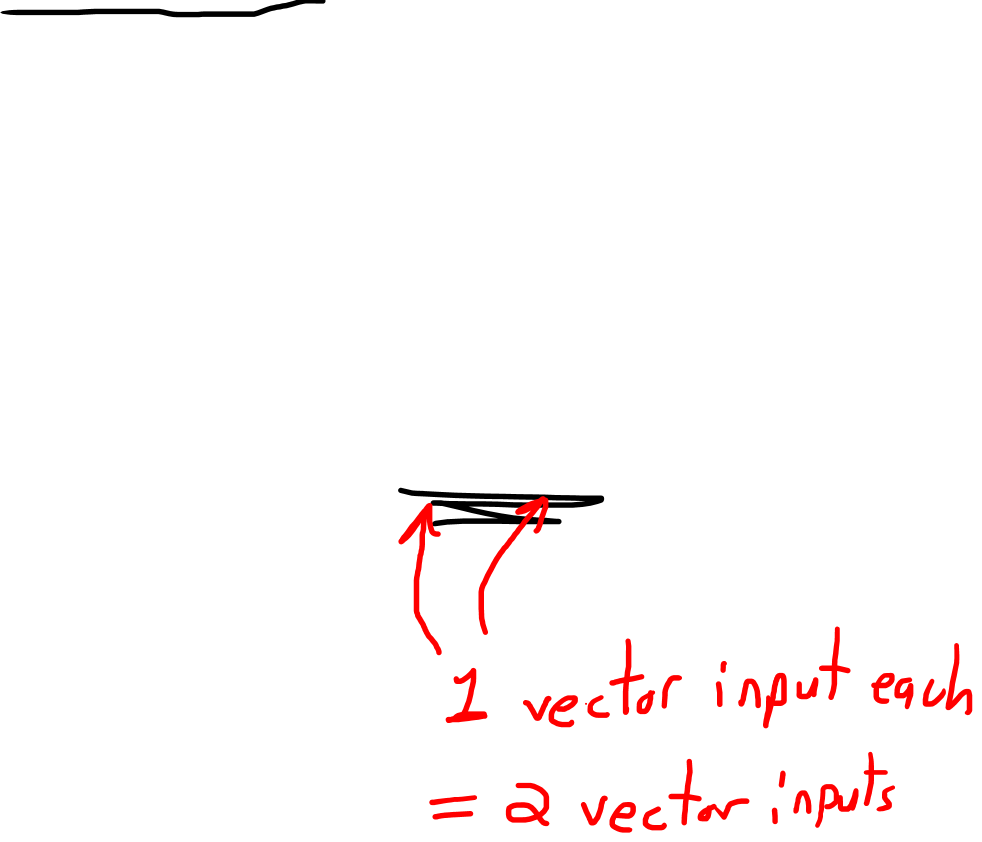 1 vector input each
= 2 vector inputs